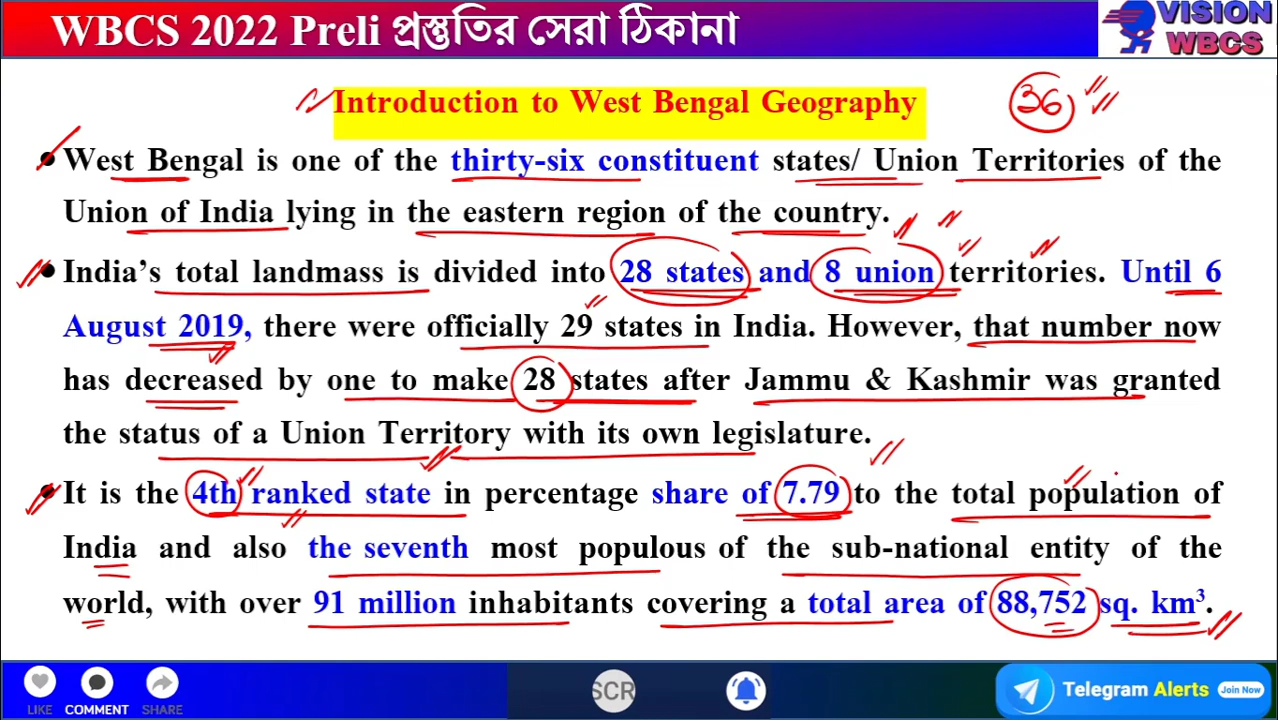 WBCS 2022 Preli প্রস্তুতির সেরা ঠিকানা
VISION
WBCS
Introduction to West Bengal Geography
36
• West Bengal is one of the thirty-six constituent states/ Union Territories of the
Union of India lying in the eastern region of the country.
• India's total landmass is divided into 28 states and 8 union territories. Until 6
August 2019, there were officially 29 states in India. However, that number now
has decreased by one to make 28 states after Jammu & Kashmir was granted
the status of a Union Territory with its own legislature.
• It is the 4th ranked state in percentage share of 7.79 to the total population of
India and also the seventh most populous of the sub-national entity of the
world, with over 91 million inhabitants covering a total area of 88,752 sq. km³.
LIKE COMMENT SHARE
SCR
Telegram Alerts Join Now